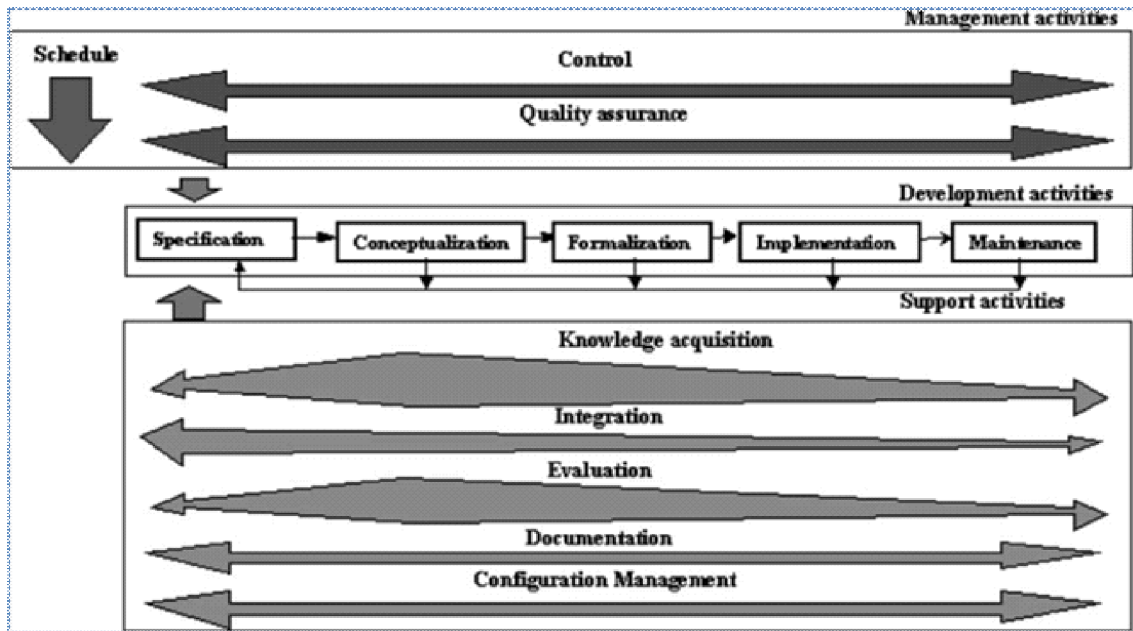 Management activities
Schedule
Control
Quality assurance
Development activities
Specification
Conceptualization
Formalization
Implementation
Maintenance
Support activities
Knowledge acquisition
Integration
Evaluation
Documentation
Configuration Management